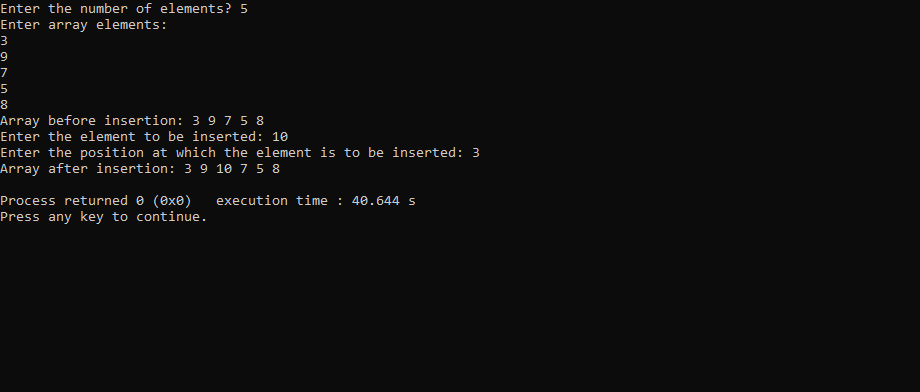 Enter the number of elements? 5
Enter array elements:
3
9
7
5
8
Array before insertion: 3 9 7 5 8
Enter the element to be inserted: 10
Enter the position at which the element is to be inserted: 3
Array after insertion: 3 9 10 7 5 8
Process returned 0 (0x0)   execution time : 40.644 s
Press any key to continue.